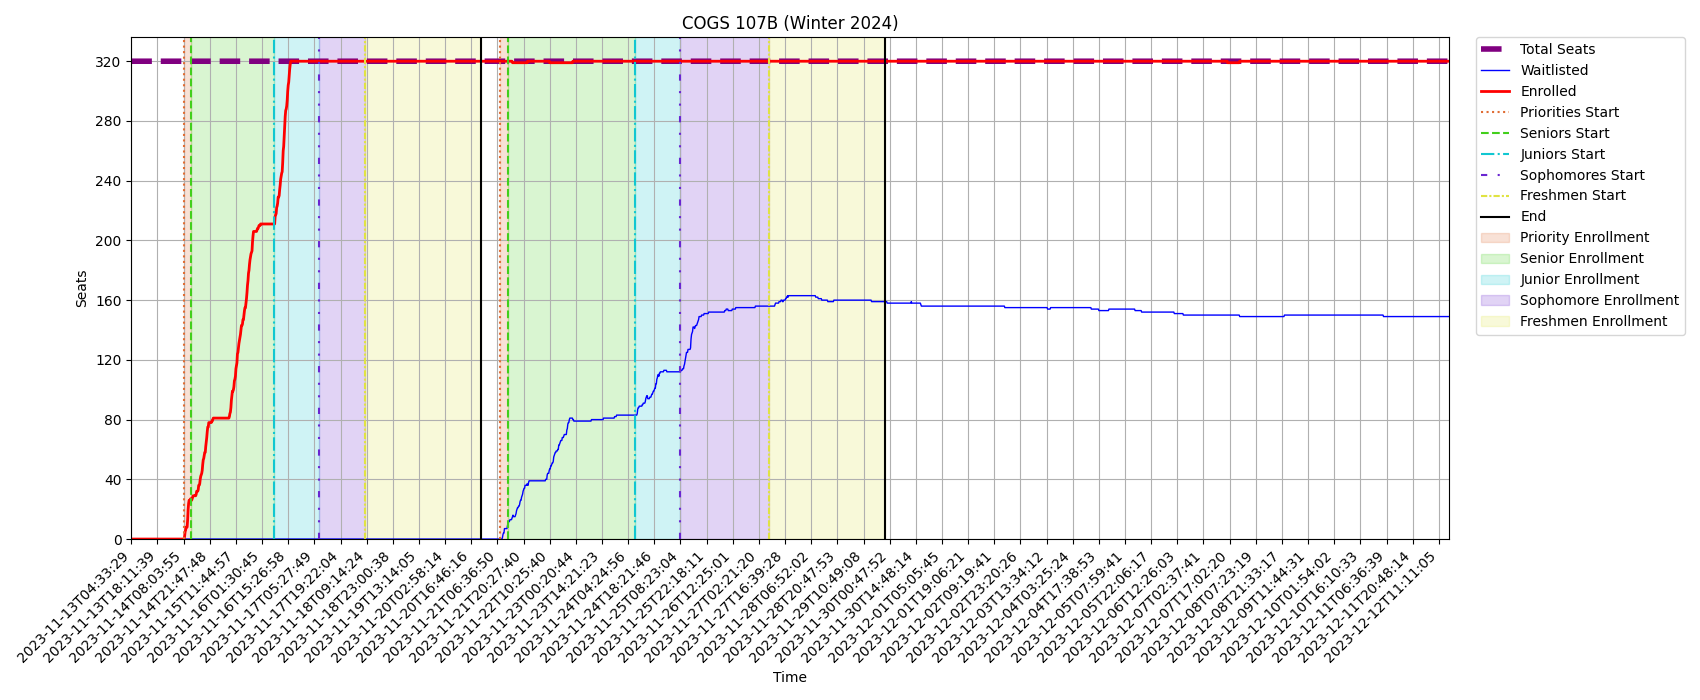 COGS 107B (Winter 2024)
Seats
320
280
240
200
160
120
80
40
0
2023-11-13T04:33:29
2023-11-13T18:11:39
2023-11-14T08:03:55
2023-11-14T21:47:48
2023-11-15T11:44:57
2023-11-16T01:30:45
2023-11-16T15:26:58
2023-11-17T05:27:49
2023-11-17T19:22:04
2023-11-18T09:14:24
2023-11-18T23:00:38
2023-11-19T13:14:05
2023-11-20T02:58:14
2023-11-20T16:46:16
2023-11-21T06:36:50
2023-11-21T20:27:40
2023-11-22T10:25:40
2023-11-23T00:20:44
2023-11-23T14:21:23
2023-11-24T04:24:56
2023-11-24T18:21:46
2023-11-25T08:23:04
2023-11-25T22:18:11
2023-11-26T12:25:01
2023-11-27T02:21:20
2023-11-27T16:39:28
2023-11-28T06:52:02
2023-11-28T20:47:53
2023-11-29T10:49:08
2023-11-30T00:47:52
2023-11-30T14:48:14
2023-12-01T05:05:45
2023-12-01T19:06:21
2023-12-02T09:19:41
2023-12-02T23:20:26
2023-12-03T13:34:12
2023-12-04T03:25:24
2023-12-04T17:38:53
2023-12-05T07:59:41
2023-12-05T22:06:17
2023-12-06T12:26:03
2023-12-07T02:37:41
2023-12-07T17:02:20
2023-12-08T07:23:19
2023-12-08T21:33:17
2023-12-09T11:44:31
2023-12-10T01:54:02
2023-12-10T16:10:33
2023-12-11T06:36:39
2023-12-11T20:48:14
2023-12-12T11:11:05
Time
Total Seats
Waitlisted
Enrolled
Priorities Start
Seniors Start
Juniors Start
Sophomores Start
Freshmen Start
End
Priority Enrollment
Senior Enrollment
Junior Enrollment
Sophomore Enrollment
Freshmen Enrollment